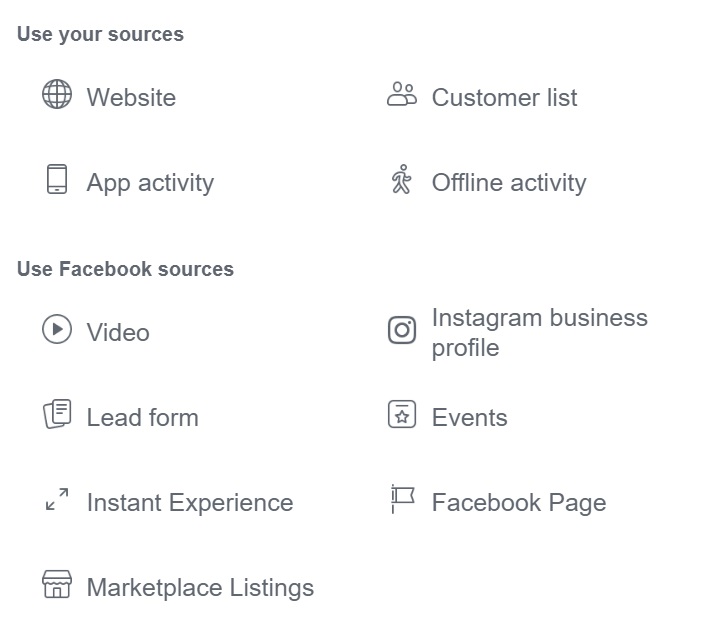 Use your sources
Website
Customer list
App activity
Offline activity
Use Facebook sources
Video
Instagram business
profile
Lead form
Events
Instant Experience
Facebook Page
Marketplace Listings